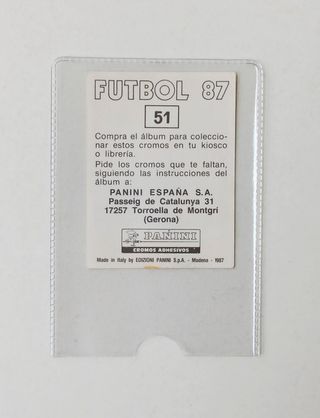 FUTBOL 87
51
Compra el álbum para coleccio-
nar estos cromos en tu kiosco
o librería.
Pide los cromos que te faltan,
siguiendo las instrucciones del
álbum a:
PANINI ESPAÑA S.A.
Passeig de Catalunya 31
17257 Torroella de Montgrí
(Gerona)
PANINI
CROMOS ADHESIVOS
Made in Italy by EDIZIONI PANINI S.p.A. - Modena - 1987